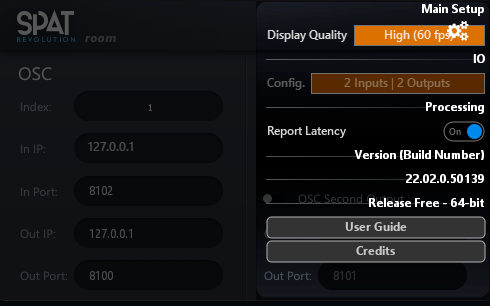 SPAT
REVOLUTION room
OSC
Index: 1
In IP: 127.0.0.1
In Port: 8102
Out IP: 127.0.0.1
Out Port: 8100
Main Setup
Display Quality High (60 fps)
IO
Config. 2 Inputs | 2 Outputs
Processing
Report Latency On
Version (Build Number)
22.02.0.50139
OSC Second Output
Release Free - 64-bit
User Guide
Credits
Out Port: 8101